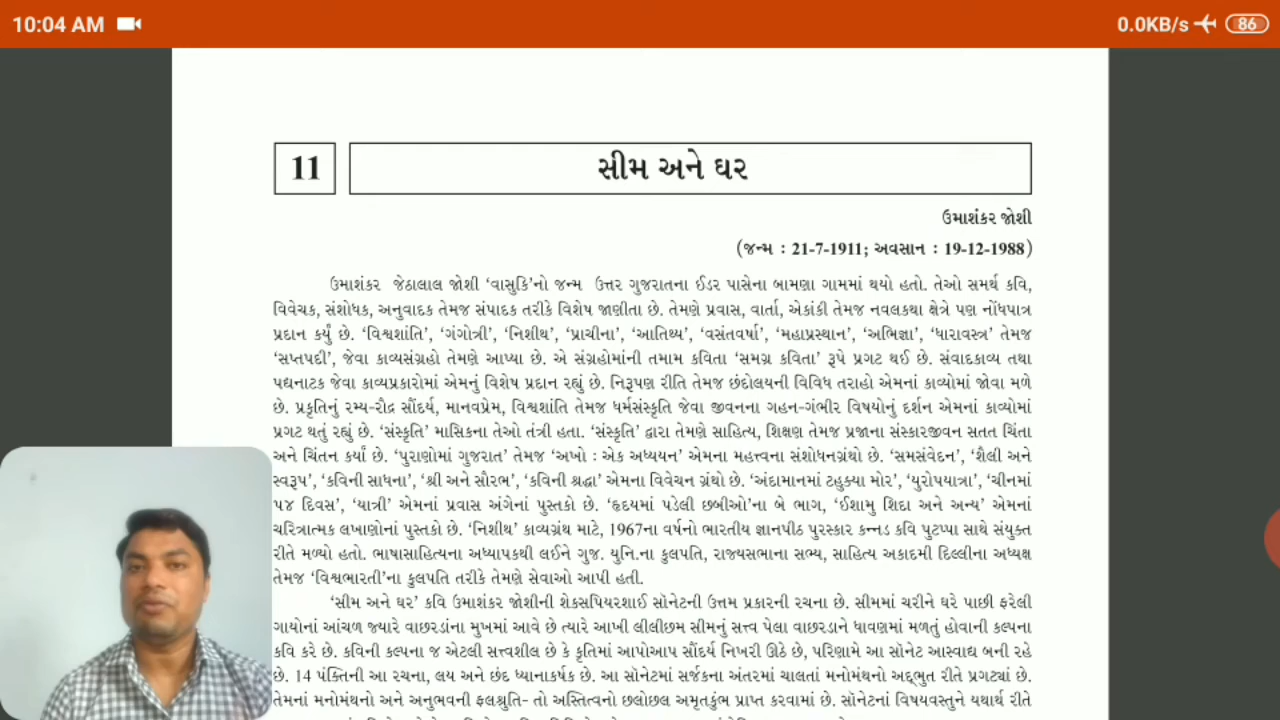 10:04 AM
0.0KB/s
86
11
સીમ અને ઘર
ઉમાશંકર જોશી
(જન્મ : 21-7-1911; અવસાન : 19-12-1988)
ઉમાશંકર જેઠાલાલ જોશી ‘વાસુકિ’નો જન્મ ઉત્તર ગુજરાતના ઈડર પાસેના બામણા ગામમાં થયો હતો. તેઓ સમર્થ કવિ,
વિવેચક, સંશોધક, અનુવાદક તેમજ સંપાદક તરીકે વિશેષ જાણીતા છે. તેમણે પ્રવાસ, વાર્તા, એકાંકી તેમજ નવલકથા ક્ષેત્રે પણ નોંધપાત્ર
પ્રદાન કર્યું છે. ‘વિશ્વશાંતિ’, ‘ગંગોત્રી’, ‘નિશીથ’, ‘પ્રાચીના’, ‘આતિથ્ય’, ‘વસંતવર્ષા’, ‘મહાપ્રસ્થાન’, ‘અભિજ્ઞા’, ‘ધારાવસ્ત્ર’ તેમજ
‘સપ્તપદી’, જેવા કાવ્યસંગ્રહો તેમણે આપ્યા છે. એ સંગ્રહોમાંની તમામ કવિતા ‘સમગ્ર કવિતા’ રૂપે પ્રગટ થઈ છે. સંવાદકાવ્ય તથા
પદ્યનાટક જેવા કાવ્યપ્રકારોમાં એમનું વિશેષ પ્રદાન રહ્યું છે. નિરૂપણ રીતિ તેમજ છંદોલયની વિવિધ તરાહો એમનાં કાવ્યોમાં જોવા મળે
છે. પ્રકૃતિનું રમ્ય-રૌદ્ર સૌંદર્ય, માનવપ્રેમ, વિશ્વશાંતિ તેમજ ધર્મસંસ્કૃતિ જેવા જીવનના ગહન-ગંભીર વિષયોનું દર્શન એમનાં કાવ્યોમાં
પ્રગટ થતું રહ્યું છે. ‘સંસ્કૃતિ’ માસિકના તેઓ તંત્રી હતા. ‘સંસ્કૃતિ’ દ્વારા તેમણે સાહિત્ય, શિક્ષણ તેમજ પ્રજાના સંસ્કારજીવન સતત ચિંતા
અને ચિંતન કર્યાં છે. ‘પુરાણોમાં ગુજરાત’ તેમજ ‘અખો : એક અધ્યયન’ એમના મહત્ત્વના સંશોધનગ્રંથો છે. ‘સમસંવેદન’, ‘શૈલી અને
સ્વરૂપ’, ‘કવિની સાધના’, ‘શ્રી અને સૌરભ’, ‘કવિની શ્રદ્ધા’ એમના વિવેચન ગ્રંથો છે. ‘અંદામાનમાં ટહુક્યા મોર’, ‘યુરોપયાત્રા’, ‘ચીનમાં
૫૪ દિવસ’, ‘યાત્રી’ એમનાં પ્રવાસ અંગેનાં પુસ્તકો છે. ‘હૃદયમાં પડેલી છબીઓ’ના બે ભાગ, ‘ઈશામુ શિદા અને અન્ય’ એમનાં
ચરિત્રાત્મક લખાણોનાં પુસ્તકો છે. ‘નિશીથ’ કાવ્યગ્રંથ માટે, 1967ના વર્ષનો ભારતીય જ્ઞાનપીઠ પુરસ્કાર કન્નડ કવિ પુટપ્પા સાથે સંયુક્ત
રીતે મળ્યો હતો. ભાષાસાહિત્યના અધ્યાપકથી લઈને ગુજ. યુનિ.ના કુલપતિ, રાજ્યસભાના સભ્ય, સાહિત્ય અકાદમી દિલ્લીના અધ્યક્ષ
તેમજ ‘વિશ્વભારતી’ના કુલપતિ તરીકે તેમણે સેવાઓ આપી હતી.
‘સીમ અને ઘર’ કવિ ઉમાશંકર જોશીની શેક્સપિયરશાઈ સૉનેટની ઉત્તમ પ્રકારની રચના છે. સીમમાં ચરીને ઘરે પાછી ફરેલી
ગાયોનાં આંચળ જ્યારે વાછરડાંના મુખમાં આવે છે ત્યારે આખી લીલીછમ સીમનું સત્ત્વ પેલા વાછરડાને ધાવણમાં મળતું હોવાની કલ્પના
કવિ કરે છે. કવિની કલ્પના જ એટલી સત્ત્વશીલ છે કે કૃતિમાં આપોઆપ સૌંદર્ય નિખરી ઊઠે છે, પરિણામે આ સૉનેટ આસ્વાદ્ય બની રહે
છે. 14 પંક્તિની આ રચના, લય અને છંદ ધ્યાનાકર્ષક છે. આ સૉનેટમાં સર્જકના અંતરમાં ચાલતાં મનોમંથનો અદ્ભુત રીતે પ્રગટ્યાં છે.
તેમનાં મનોમંથનો અને અનુભવની ફલશ્રુતિ- તો અસ્તિત્વનો છલોછલ અમૃતકુંભ પ્રાપ્ત કરવામાં છે. સૉનેટનાં વિષયવસ્તુને યથાર્થ રીતે